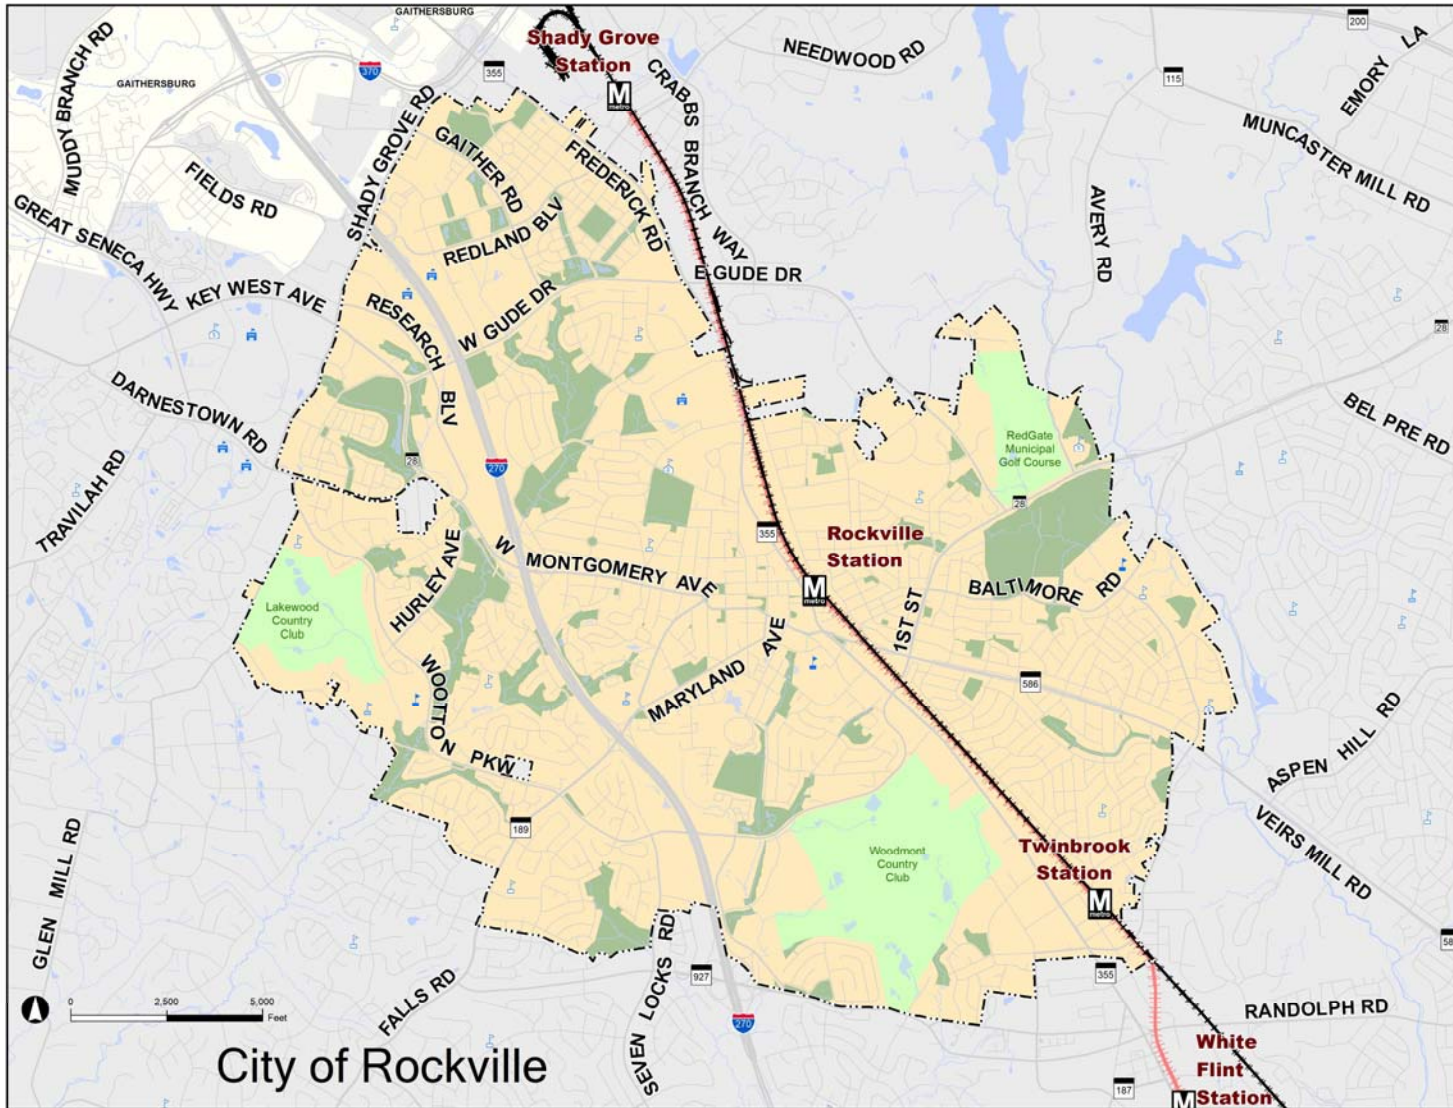 GAITHERSBURG
200
Shady Grove
Station
NEEDWOOD RD
EMORY LA
MUDDY BRANCH RD
370
355
115
GAITHERSBURG
M
metro
CRABBS BRANCH WAY
SHADY GROVE RD
GAITHER RD
FREDERICK RD
MUNCASTER MILL RD
FIELDS RD
AVERY RD
GREAT SENECA HWY
REDLAND BLV
E GUDE DR
KEY WEST AVE
RESEARCH BLV
W GUDE DR
28
DARNESTOWN RD
BEL PRE RD
RedGate
Municipal
Golf Course
TRAVILAH RD
28
270
28
355
Rockville
Station
W MONTGOMERY AVE
HURLEY AVE
M
metro
BALTIMORE RD
Lakewood
Country
Club
1ST ST
MARYLAND AVE
WOOTTON PKW
586
ASPEN HILL RD
189
VEIRS MILL RD
Woodmont
Country
Club
Twinbrook
Station
GLEN MILL RD
M
metro
SEVEN LOCKS RD
927
355
FALLS RD
58
0
2,500
5,000
Feet
270
RANDOLPH RD
City of Rockville
White
Flint
Station
187
M